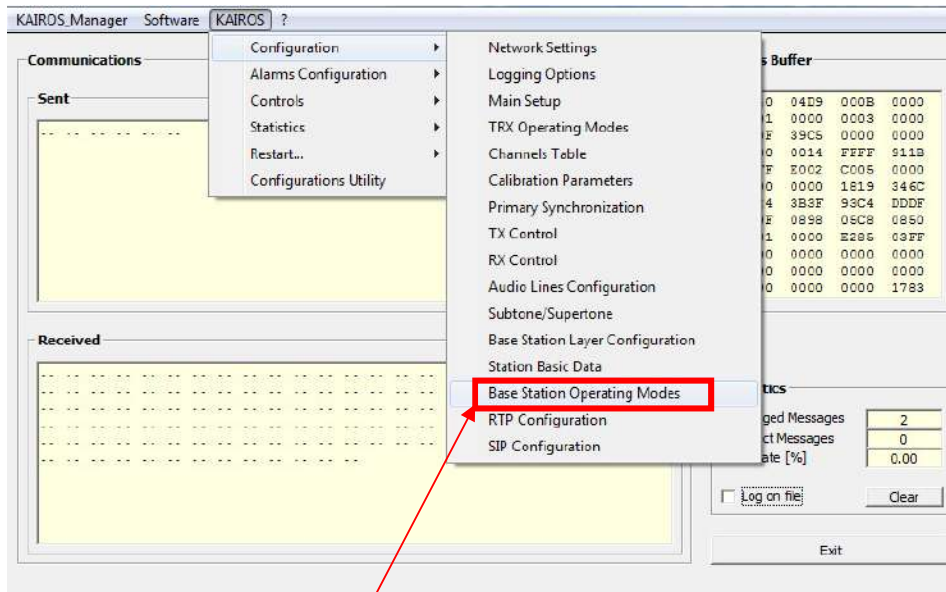 KAIROS_Manager Software KAIROS ?
Communications
Sent
-- -- -- -- -- --
Configuration
Alarms Configuration
Controls
Statistics
Restart...
Configurations Utility
Network Settings
Logging Options
Main Setup
TRX Operating Modes
Channels Table
Calibration Parameters
Primary Synchronization
TX Control
RX Control
Audio Lines Configuration
Subtone/Supertone
Base Station Layer Configuration
Station Basic Data
Base Station Operating Modes
RTP Configuration
SIP Configuration
Buffer
04D9 000B 0000
0000 0003 0000
39C5 0000 0000
0014 FFFF 911B
E002 C005 0000
0000 1819 346C
3B3F 93C4 DDDF
0898 05C8 0850
0000 E285 03FF
0000 0000 0000
0000 0000 0000
0000 0000 1783
Received
tics
ged Messages 2
ct Messages 0
ate [%] 0.00
Log on file Clear
Exit